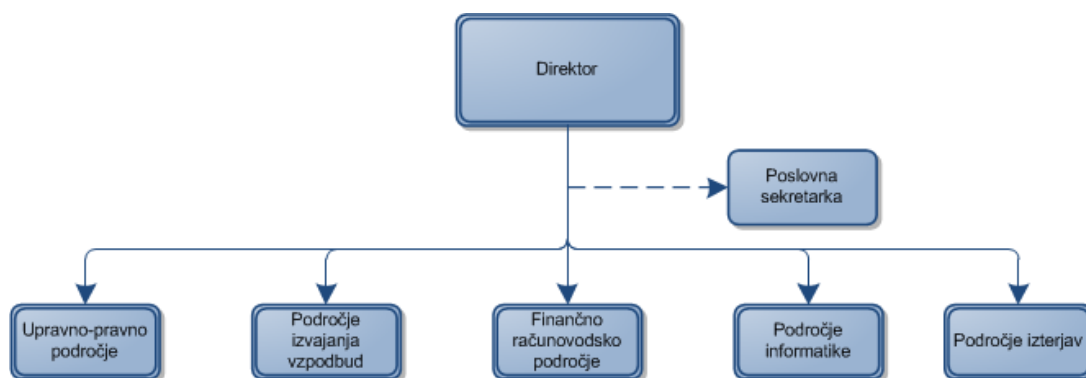 Direktor
Poslovna
sekretarka
Upravno-pravno
področje
Področje
izvajanja
vzpodbud
Finančno
računovodsko
področje
Področje
informatike
Področje izterjav